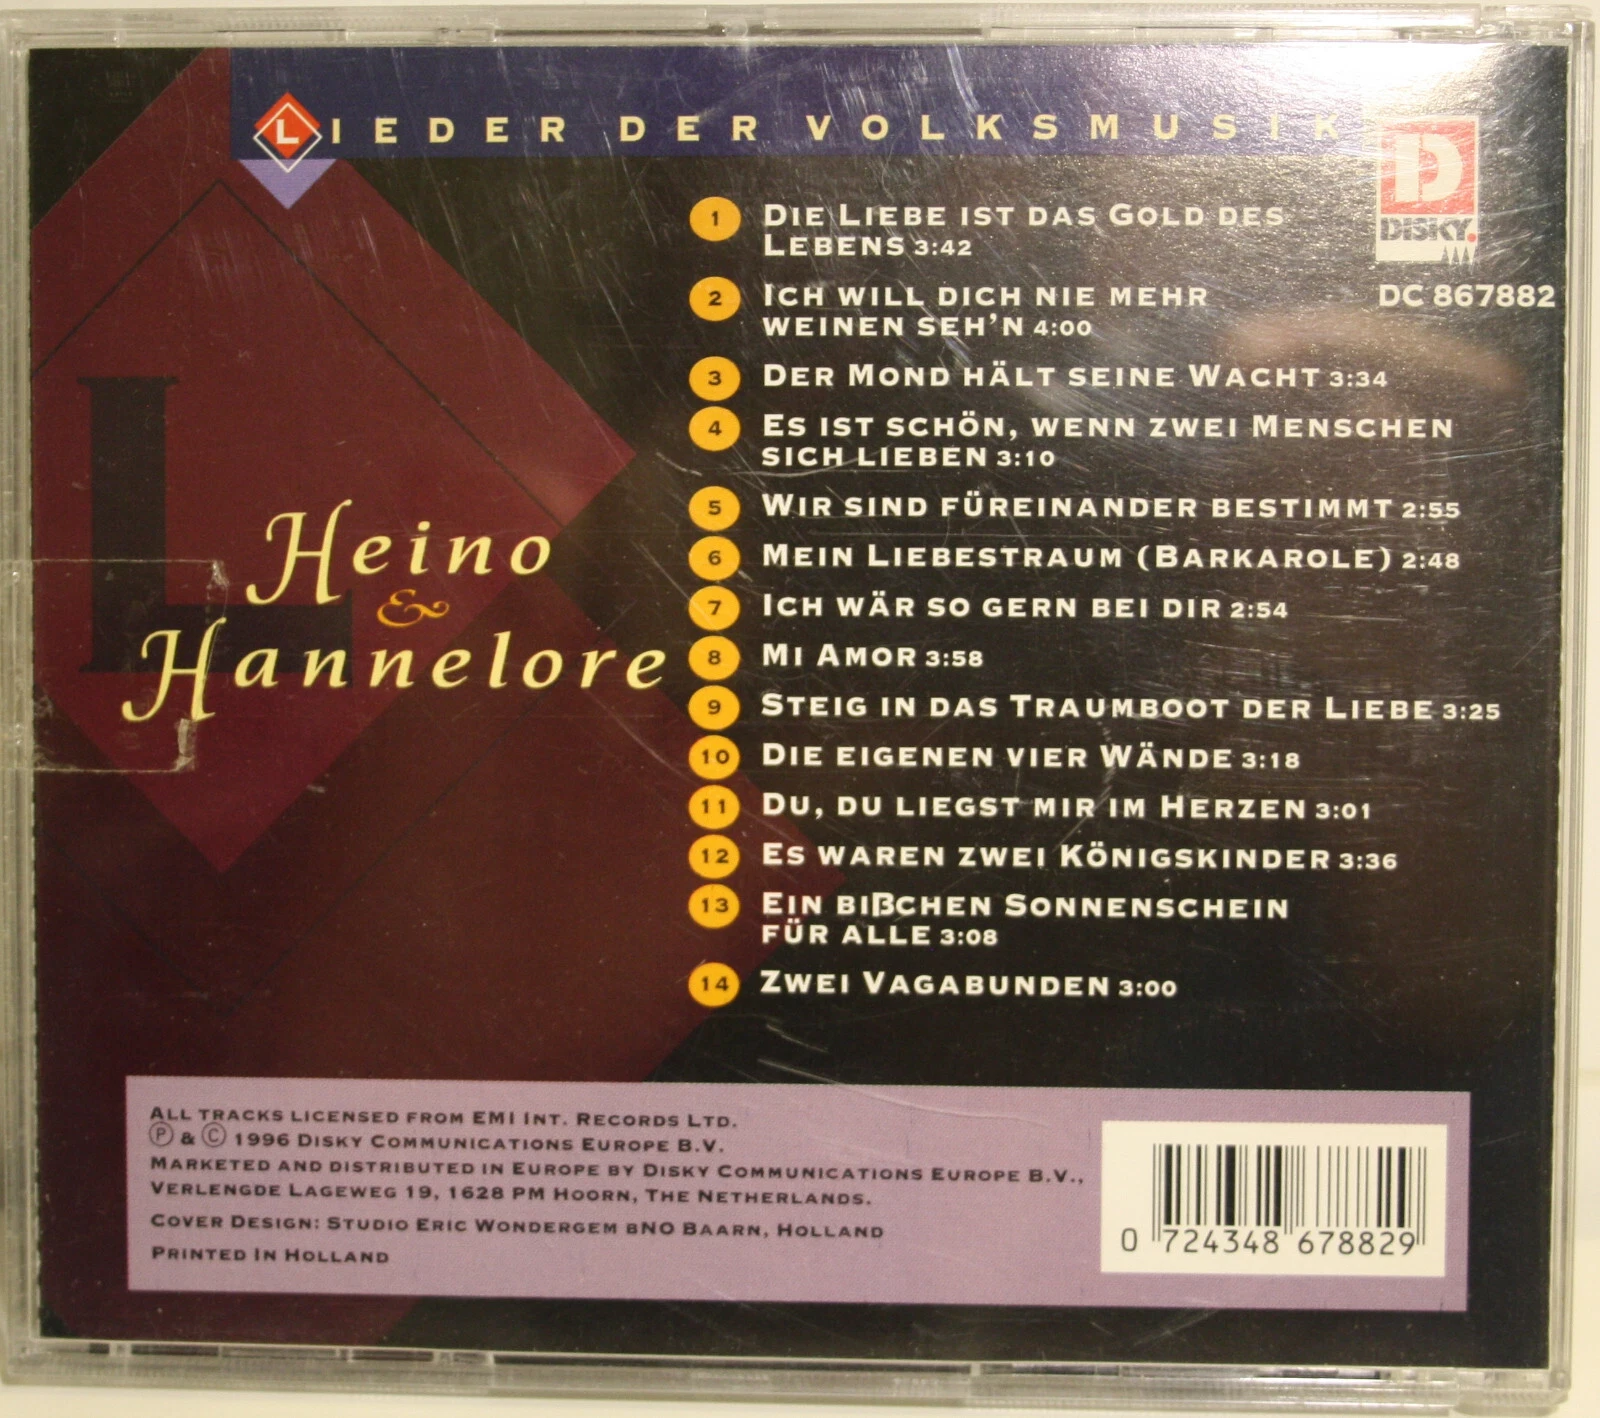 LIEDER DER VOLKSMUSIK
D
DISKY.
DC 867882
1 DIE LIEBE IST DAS GOLD DES
LEBENS 3:42
2 ICH WILL DICH NIE MEHR
WEINEN SEH'N 4:00
3 DER MOND HÄLT SEINE WACHT 3:34
4 ES IST SCHÖN, WENN ZWEI MENSCHEN
SICH LIEBEN 3:10
5 WIR SIND FÜREINANDER BESTIMMT 2:55
6 MEIN LIEBESTRAUM (BARKAROLE) 2:48
7 ICH WÄR SO GERN BEI DIR 2:54
8 MI AMOR 3:58
9 STEIG IN DAS TRAUMBOOT DER LIEBE 3:25
10 DIE EIGENEN VIER WÄNDE 3:18
11 DU, DU LIEGST MIR IM HERZEN 3:01
12 ES WAREN ZWEI KÖNIGSKINDER 3:36
13 EIN BIßCHEN SONNENSCHEIN
FÜR ALLE 3:08
14 ZWEI VAGABUNDEN 3:00
L
Heino
&
Hannelore
ALL TRACKS LICENSED FROM EMI INT. RECORDS LTD.
Ⓟ & © 1996 DISKY COMMUNICATIONS EUROPE B.V.
MARKETED AND DISTRIBUTED IN EUROPE BY DISKY COMMUNICATIONS EUROPE B.V.,
VERLENGDE LAGEWEG 19, 1628 PM HOORN, THE NETHERLANDS.
COVER DESIGN: STUDIO ERIC WONDERGEM BNO BAARN, HOLLAND
PRINTED IN HOLLAND
0 724348 678829